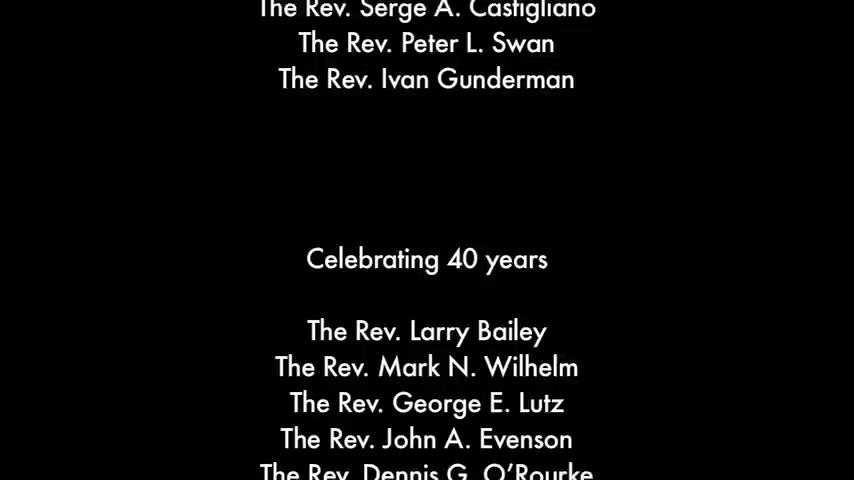 The Rev. Serge A. Castigliano
The Rev. Peter L. Swan
The Rev. Ivan Gunderman
Celebrating 40 years
The Rev. Larry Bailey
The Rev. Mark N. Wilhelm
The Rev. George E. Lutz
The Rev. John A. Evenson
The Rev. Dennis G. O’Rourke